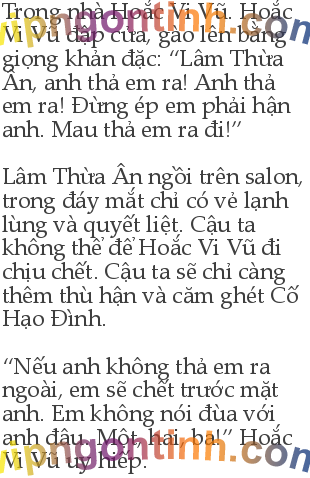 Trong nhà Hoắc Vi Vũ. Hoắc
Vi Vũ đập cửa, gào lên bằng
giọng khản đặc: “Lâm Thừa
Ân, anh thả em ra! Anh thả
em ra! Đừng ép em phải hận
anh. Mau thả em ra đi!”
Lâm Thừa Ân ngồi trên salon,
trong đáy mắt chỉ có vẻ lạnh
lùng và quyết liệt. Cậu ta
không thể để Hoắc Vi Vũ đi
chịu chết. Cậu ta sẽ chỉ càng
thêm thù hận và căm ghét Cố
Hạo Đình.
“Nếu anh không thả em ra
ngoài, em sẽ chết trước mặt
anh. Em không nói đùa với
anh đâu. Một, hai, ba!” Hoắc
Vi Vũ uy hiếp.
wpngontinh.com
wpngontinh.com